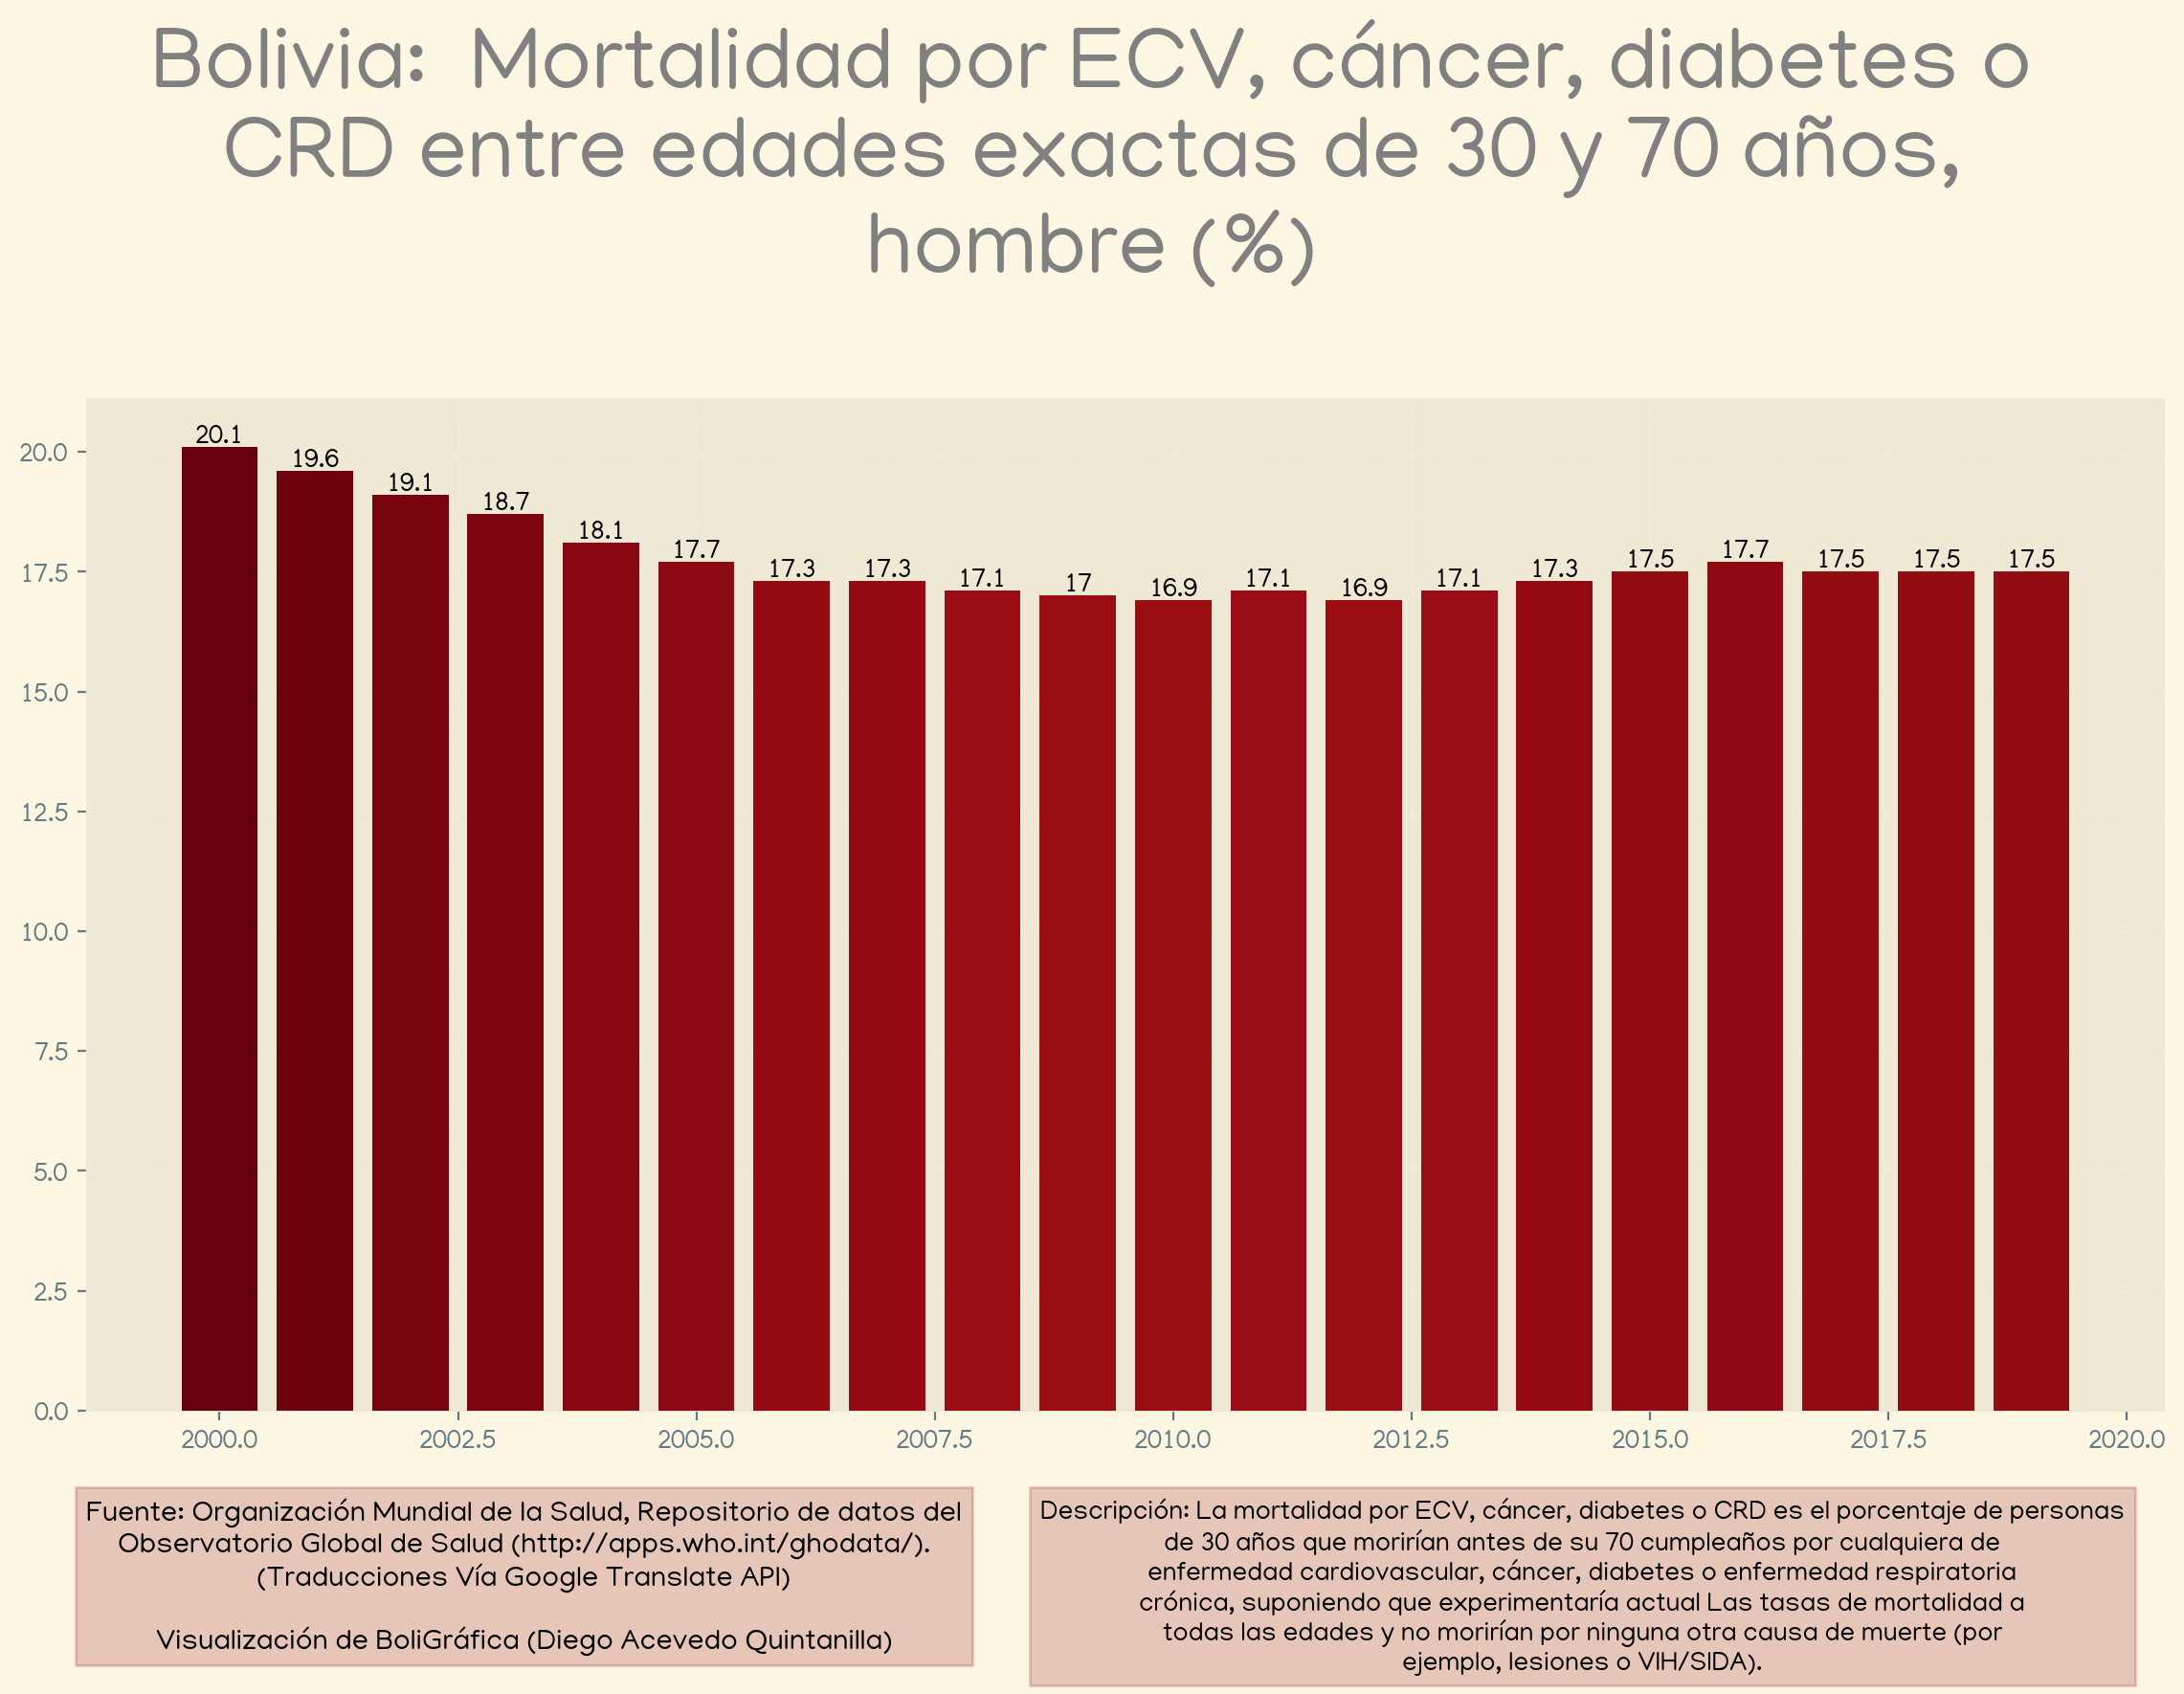 Bolivia:  Mortalidad por ECV, cáncer, diabetes o
CRD entre edades exactas de 30 y 70 años,
hombre (%)
20.0
17.5
15.0
12.5
10.0
7.5
5.0
2.5
0.0
20.1
19.6
19.1
18.7
18.1
17.7
17.3
17.3
17.1
17
16.9
17.1
16.9
17.1
17.3
17.5
17.7
17.5
17.5
17.5
2000.0
2002.5
2005.0
2007.5
2010.0
2012.5
2015.0
2017.5
2020.0
Fuente: Organización Mundial de la Salud, Repositorio de datos del
Observatorio Global de Salud (http://apps.who.int/ghodata/).
(Traducciones Vía Google Translate API)
Visualización de BoliGráfica (Diego Acevedo Quintanilla)
Descripción: La mortalidad por ECV, cáncer, diabetes o CRD es el porcentaje de personas
de 30 años que morirían antes de su 70 cumpleaños por cualquiera de
enfermedad cardiovascular, cáncer, diabetes o enfermedad respiratoria
crónica, suponiendo que experimentaría actual Las tasas de mortalidad a
todas las edades y no morirían por ninguna otra causa de muerte (por
ejemplo, lesiones o VIH/SIDA).